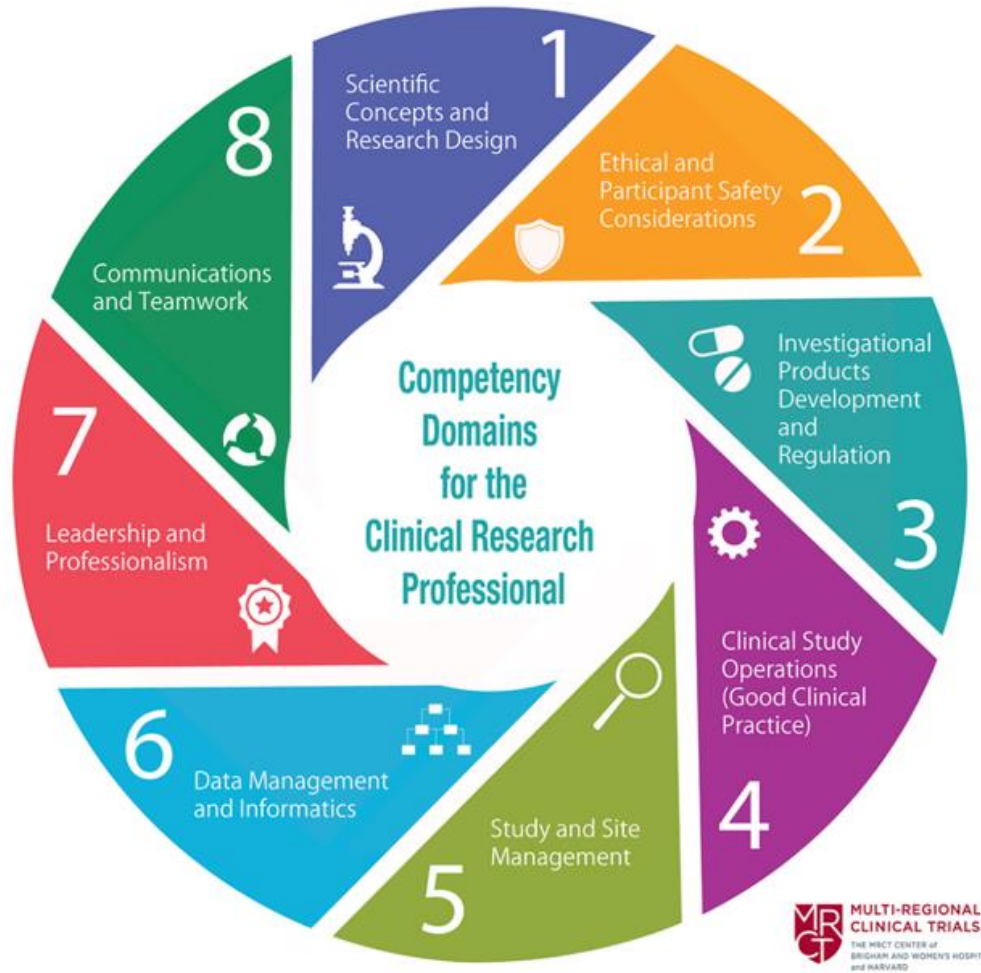 Competency
Domains
for the
Clinical Research
Professional
1
Scientific
Concepts and
Research Design
2
Ethical and
Participant Safety
Considerations
3
Investigational
Products
Development
and
Regulation
4
Clinical Study
Operations
(Good Clinical
Practice)
5
Study and Site
Management
6
Data Management
and Informatics
7
Leadership and
Professionalism
8
Communications
and Teamwork
MRCT
MULTI-REGIONAL
CLINICAL TRIALS
THE MRCT CENTER of
BRIGHAM AND WOMEN'S HOSPIT
and HARVARD